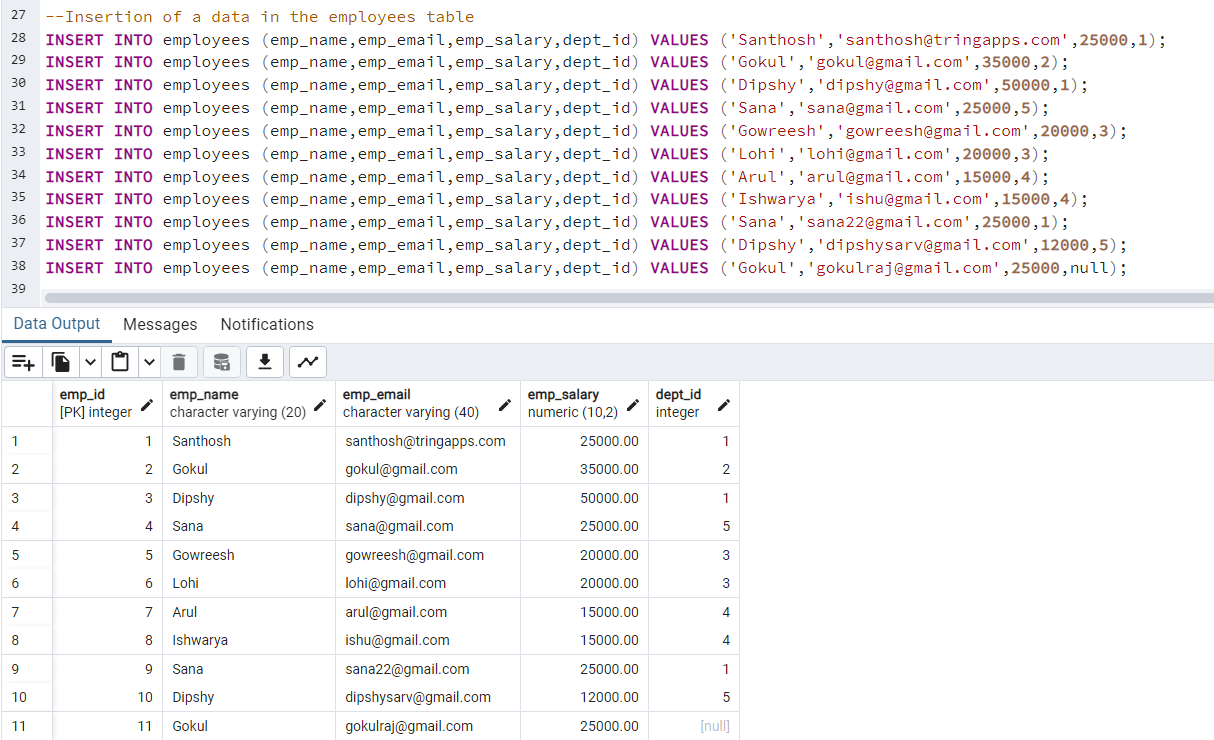 27 --Insertion of a data in the employees table
28 INSERT INTO employees (emp_name,emp_email,emp_salary,dept_id) VALUES ('Santhosh','santhosh@tringapps.com',25000,1);
29 INSERT INTO employees (emp_name,emp_email,emp_salary,dept_id) VALUES ('Gokul','gokul@gmail.com',35000,2);
30 INSERT INTO employees (emp_name,emp_email,emp_salary,dept_id) VALUES ('Dipshy','dipshy@gmail.com',50000,1);
31 INSERT INTO employees (emp_name,emp_email,emp_salary,dept_id) VALUES ('Sana','sana@gmail.com',25000,5);
32 INSERT INTO employees (emp_name,emp_email,emp_salary,dept_id) VALUES ('Gowreesh','gowreesh@gmail.com',20000,3);
33 INSERT INTO employees (emp_name,emp_email,emp_salary,dept_id) VALUES ('Lohi','lohi@gmail.com',20000,3);
34 INSERT INTO employees (emp_name,emp_email,emp_salary,dept_id) VALUES ('Arul','arul@gmail.com',15000,4);
35 INSERT INTO employees (emp_name,emp_email,emp_salary,dept_id) VALUES ('Ishwarya','ishu@gmail.com',15000,4);
36 INSERT INTO employees (emp_name,emp_email,emp_salary,dept_id) VALUES ('Sana','sana22@gmail.com',25000,1);
37 INSERT INTO employees (emp_name,emp_email,emp_salary,dept_id) VALUES ('Dipshy','dipshysarv@gmail.com',12000,5);
38 INSERT INTO employees (emp_name,emp_email,emp_salary,dept_id) VALUES ('Gokul','gokulraj@gmail.com',25000,null);
39
Data Output Messages Notifications
emp_id emp_name emp_email emp_salary dept_id
[PK] integer character varying (20) character varying (40) numeric (10,2) integer
1 1 Santhosh santhosh@tringapps.com 25000.00 1
2 2 Gokul gokul@gmail.com 35000.00 2
3 3 Dipshy dipshy@gmail.com 50000.00 1
4 4 Sana sana@gmail.com 25000.00 5
5 5 Gowreesh gowreesh@gmail.com 20000.00 3
6 6 Lohi lohi@gmail.com 20000.00 3
7 7 Arul arul@gmail.com 15000.00 4
8 8 Ishwarya ishu@gmail.com 15000.00 4
9 9 Sana sana22@gmail.com 25000.00 1
10 10 Dipshy dipshysarv@gmail.com 12000.00 5
11 11 Gokul gokulraj@gmail.com 25000.00 [null]